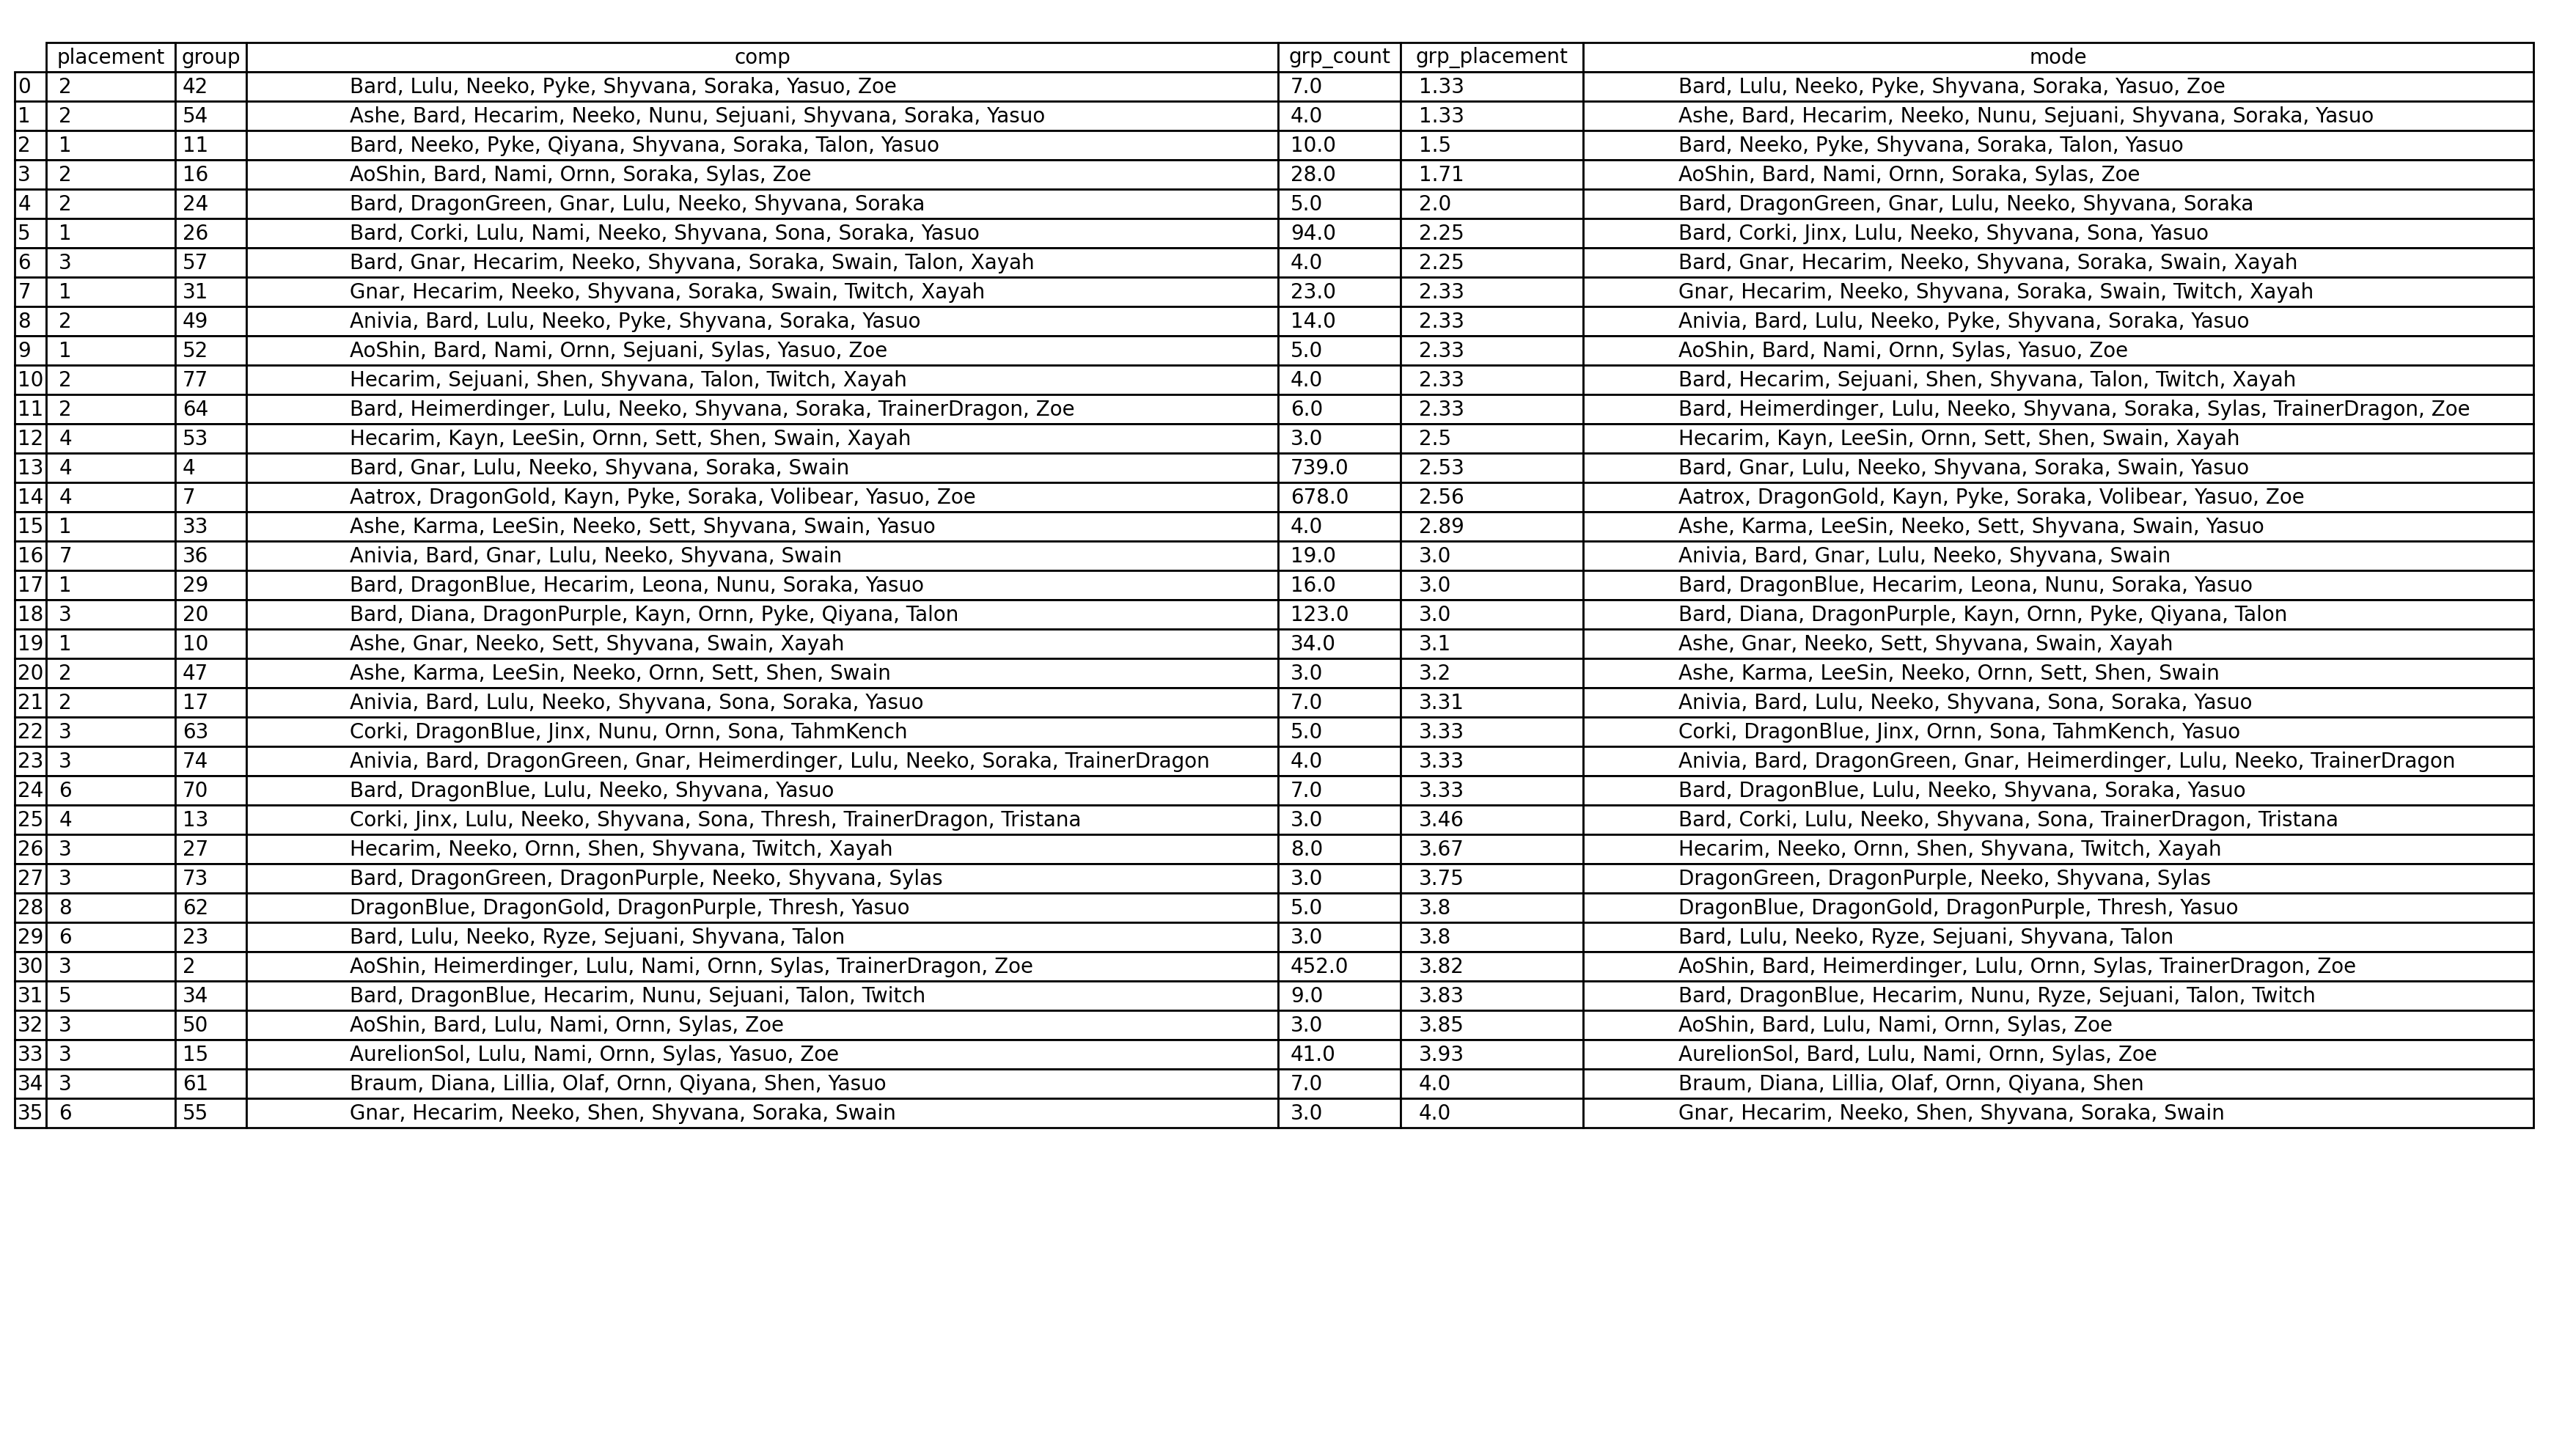 placement group comp grp_count grp_placement mode
0 2 42 Bard, Lulu, Neeko, Pyke, Shyvana, Soraka, Yasuo, Zoe 7.0 1.33 Bard, Lulu, Neeko, Pyke, Shyvana, Soraka, Yasuo, Zoe
1 2 54 Ashe, Bard, Hecarim, Neeko, Nunu, Sejuani, Shyvana, Soraka, Yasuo 4.0 1.33 Ashe, Bard, Hecarim, Neeko, Nunu, Sejuani, Shyvana, Soraka, Yasuo
2 1 11 Bard, Neeko, Pyke, Qiyana, Shyvana, Soraka, Talon, Yasuo 10.0 1.5 Bard, Neeko, Pyke, Shyvana, Soraka, Talon, Yasuo
3 2 16 AoShin, Bard, Nami, Ornn, Soraka, Sylas, Zoe 28.0 1.71 AoShin, Bard, Nami, Ornn, Soraka, Sylas, Zoe
4 2 24 Bard, DragonGreen, Gnar, Lulu, Neeko, Shyvana, Soraka 5.0 2.0 Bard, DragonGreen, Gnar, Lulu, Neeko, Shyvana, Soraka
5 1 26 Bard, Corki, Lulu, Nami, Neeko, Shyvana, Sona, Soraka, Yasuo 94.0 2.25 Bard, Corki, Jinx, Lulu, Neeko, Shyvana, Sona, Yasuo
6 3 57 Bard, Gnar, Hecarim, Neeko, Shyvana, Soraka, Swain, Talon, Xayah 4.0 2.25 Bard, Gnar, Hecarim, Neeko, Shyvana, Soraka, Swain, Xayah
7 1 31 Gnar, Hecarim, Neeko, Shyvana, Soraka, Swain, Twitch, Xayah 23.0 2.33 Gnar, Hecarim, Neeko, Shyvana, Soraka, Swain, Twitch, Xayah
8 2 49 Anivia, Bard, Lulu, Neeko, Pyke, Shyvana, Soraka, Yasuo 14.0 2.33 Anivia, Bard, Lulu, Neeko, Pyke, Shyvana, Soraka, Yasuo
9 1 52 AoShin, Bard, Nami, Ornn, Sejuani, Sylas, Yasuo, Zoe 5.0 2.33 AoShin, Bard, Nami, Ornn, Sylas, Yasuo, Zoe
10 2 77 Hecarim, Sejuani, Shen, Shyvana, Talon, Twitch, Xayah 4.0 2.33 Bard, Hecarim, Sejuani, Shen, Shyvana, Talon, Twitch, Xayah
11 2 64 Bard, Heimerdinger, Lulu, Neeko, Shyvana, Soraka, TrainerDragon, Zoe 6.0 2.33 Bard, Heimerdinger, Lulu, Neeko, Shyvana, Soraka, Sylas, TrainerDragon, Zoe
12 4 53 Hecarim, Kayn, LeeSin, Ornn, Sett, Shen, Swain, Xayah 3.0 2.5 Hecarim, Kayn, LeeSin, Ornn, Sett, Shen, Swain, Xayah
13 4 4 Bard, Gnar, Lulu, Neeko, Shyvana, Soraka, Swain 739.0 2.53 Bard, Gnar, Lulu, Neeko, Shyvana, Soraka, Swain, Yasuo
14 4 7 Aatrox, DragonGold, Kayn, Pyke, Soraka, Volibear, Yasuo, Zoe 678.0 2.56 Aatrox, DragonGold, Kayn, Pyke, Soraka, Volibear, Yasuo, Zoe
15 1 33 Ashe, Karma, LeeSin, Neeko, Sett, Shyvana, Swain, Yasuo 4.0 2.89 Ashe, Karma, LeeSin, Neeko, Sett, Shyvana, Swain, Yasuo
16 7 36 Anivia, Bard, Gnar, Lulu, Neeko, Shyvana, Swain 19.0 3.0 Anivia, Bard, Gnar, Lulu, Neeko, Shyvana, Swain
17 1 29 Bard, DragonBlue, Hecarim, Leona, Nunu, Soraka, Yasuo 16.0 3.0 Bard, DragonBlue, Hecarim, Leona, Nunu, Soraka, Yasuo
18 3 20 Bard, Diana, DragonPurple, Kayn, Ornn, Pyke, Qiyana, Talon 123.0 3.0 Bard, Diana, DragonPurple, Kayn, Ornn, Pyke, Qiyana, Talon
19 1 10 Ashe, Gnar, Neeko, Sett, Shyvana, Swain, Xayah 34.0 3.1 Ashe, Gnar, Neeko, Sett, Shyvana, Swain, Xayah
20 2 47 Ashe, Karma, LeeSin, Neeko, Ornn, Sett, Shen, Swain 3.0 3.2 Ashe, Karma, LeeSin, Neeko, Ornn, Sett, Shen, Swain
21 2 17 Anivia, Bard, Lulu, Neeko, Shyvana, Sona, Soraka, Yasuo 7.0 3.31 Anivia, Bard, Lulu, Neeko, Shyvana, Sona, Soraka, Yasuo
22 3 63 Corki, DragonBlue, Jinx, Nunu, Ornn, Sona, TahmKench 5.0 3.33 Corki, DragonBlue, Jinx, Ornn, Sona, TahmKench, Yasuo
23 3 74 Anivia, Bard, DragonGreen, Gnar, Heimerdinger, Lulu, Neeko, Soraka, TrainerDragon 4.0 3.33 Anivia, Bard, DragonGreen, Gnar, Heimerdinger, Lulu, Neeko, TrainerDragon
24 6 70 Bard, DragonBlue, Lulu, Neeko, Shyvana, Yasuo 7.0 3.33 Bard, DragonBlue, Lulu, Neeko, Shyvana, Soraka, Yasuo
25 4 13 Corki, Jinx, Lulu, Neeko, Shyvana, Sona, Thresh, TrainerDragon, Tristana 3.0 3.46 Bard, Corki, Lulu, Neeko, Shyvana, Sona, TrainerDragon, Tristana
26 3 27 Hecarim, Neeko, Ornn, Shen, Shyvana, Twitch, Xayah 8.0 3.67 Hecarim, Neeko, Ornn, Shen, Shyvana, Twitch, Xayah
27 3 73 Bard, DragonGreen, DragonPurple, Neeko, Shyvana, Sylas 3.0 3.75 DragonGreen, DragonPurple, Neeko, Shyvana, Sylas
28 8 62 DragonBlue, DragonGold, DragonPurple, Thresh, Yasuo 5.0 3.8 DragonBlue, DragonGold, DragonPurple, Thresh, Yasuo
29 6 23 Bard, Lulu, Neeko, Ryze, Sejuani, Shyvana, Talon 3.0 3.8 Bard, Lulu, Neeko, Ryze, Sejuani, Shyvana, Talon
30 3 2 AoShin, Heimerdinger, Lulu, Nami, Ornn, Sylas, TrainerDragon, Zoe 452.0 3.82 AoShin, Bard, Heimerdinger, Lulu, Ornn, Sylas, TrainerDragon, Zoe
31 5 34 Bard, DragonBlue, Hecarim, Nunu, Sejuani, Talon, Twitch 9.0 3.83 Bard, DragonBlue, Hecarim, Nunu, Ryze, Sejuani, Talon, Twitch
32 3 50 AoShin, Bard, Lulu, Nami, Ornn, Sylas, Zoe 3.0 3.85 AoShin, Bard, Lulu, Nami, Ornn, Sylas, Zoe
33 3 15 AurelionSol, Lulu, Nami, Ornn, Sylas, Yasuo, Zoe 41.0 3.93 AurelionSol, Bard, Lulu, Nami, Ornn, Sylas, Zoe
34 3 61 Braum, Diana, Lillia, Olaf, Ornn, Qiyana, Shen, Yasuo 7.0 4.0 Braum, Diana, Lillia, Olaf, Ornn, Qiyana, Shen
35 6 55 Gnar, Hecarim, Neeko, Shen, Shyvana, Soraka, Swain 3.0 4.0 Gnar, Hecarim, Neeko, Shen, Shyvana, Soraka, Swain